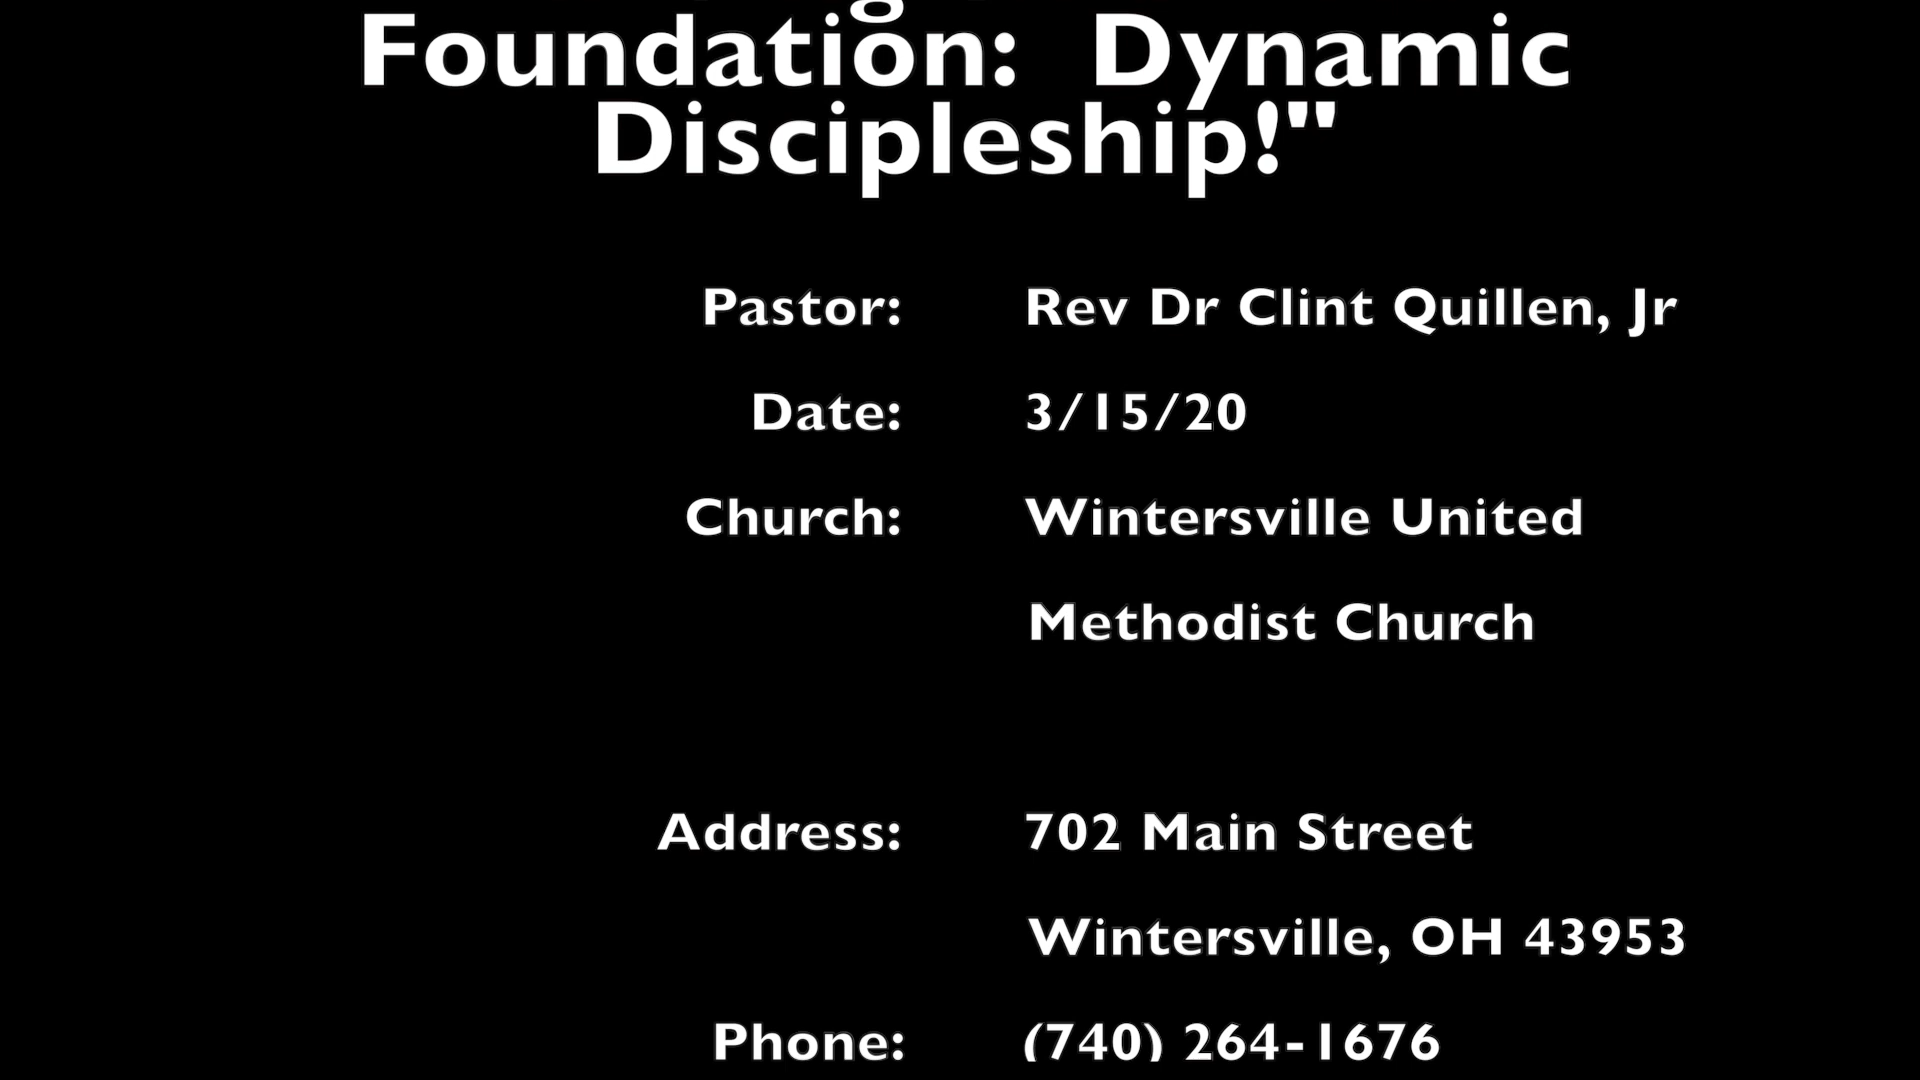 Foundation: Dynamic
Discipleship!"
Pastor: Rev Dr Clint Quillen, Jr
Date: 3/15/20
Church: Wintersville United
Methodist Church
Address: 702 Main Street
Wintersville, OH 43953
Phone: (740) 264-1676